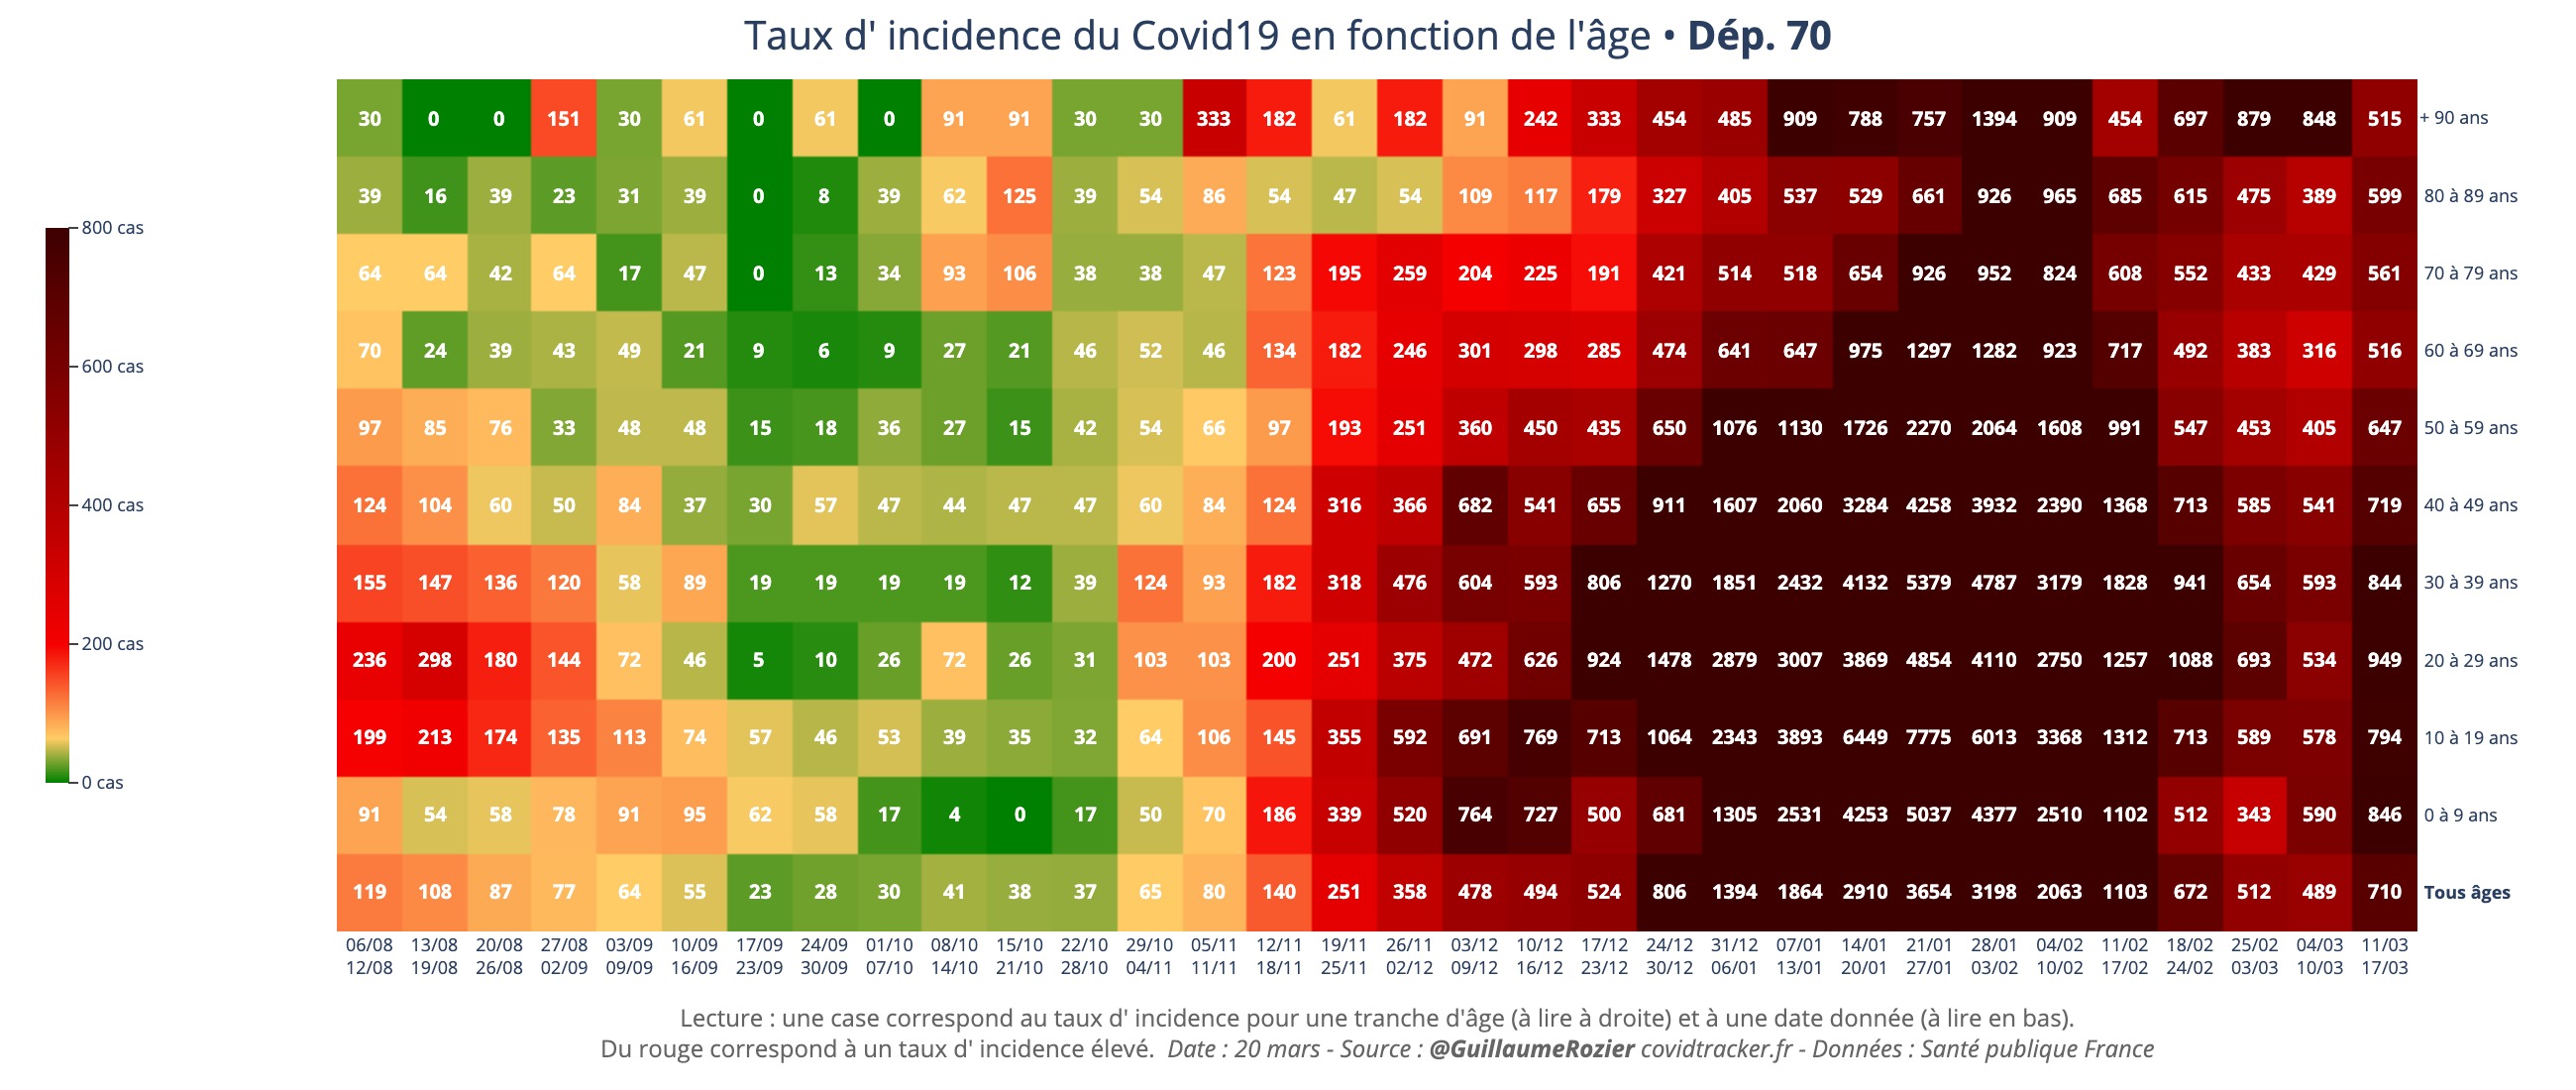 Taux d' incidence du Covid19 en fonction de l'âge • Dép. 70
800 cas
600 cas
400 cas
200 cas
0 cas
30 0 0 151 30 61 0 61 0 91 91 30 30 333 182 61 182 91 242 333 454 485 909 788 757 1394 909 454 697 879 848 515 + 90 ans
39 16 39 23 31 39 0 8 39 62 125 39 54 86 54 47 54 109 117 179 327 405 537 529 661 926 965 685 615 475 389 599 80 à 89 ans
64 64 42 64 17 47 0 13 34 93 106 38 38 47 123 195 259 204 225 191 421 514 518 654 926 952 824 608 552 433 429 561 70 à 79 ans
70 24 39 43 49 21 9 6 9 27 21 46 52 46 134 182 246 301 298 285 474 641 647 975 1297 1282 923 717 492 383 316 516 60 à 69 ans
97 85 76 33 48 48 15 18 36 27 15 42 54 66 97 193 251 360 450 435 650 1076 1130 1726 2270 2064 1608 991 547 453 405 647 50 à 59 ans
124 104 60 50 84 37 30 57 47 44 47 47 60 84 124 316 366 682 541 655 911 1607 2060 3284 4258 3932 2390 1368 713 585 541 719 40 à 49 ans
155 147 136 120 58 89 19 19 19 19 12 39 124 93 182 318 476 604 593 806 1270 1851 2432 4132 5379 4787 3179 1828 941 654 593 844 30 à 39 ans
236 298 180 144 72 46 5 10 26 72 26 31 103 103 200 251 375 472 626 924 1478 2879 3007 3869 4854 4110 2750 1257 1088 693 534 949 20 à 29 ans
199 213 174 135 113 74 57 46 53 39 35 32 64 106 145 355 592 691 769 713 1064 2343 3893 6449 7775 6013 3368 1312 713 589 578 794 10 à 19 ans
91 54 58 78 91 95 62 58 17 4 0 17 50 70 186 339 520 764 727 500 681 1305 2531 4253 5037 4377 2510 1102 512 343 590 846 0 à 9 ans
119 108 87 77 64 55 23 28 30 41 38 37 65 80 140 251 358 478 494 524 806 1394 1864 2910 3654 3198 2063 1103 672 512 489 710 Tous âges
06/08 13/08 20/08 27/08 03/09 10/09 17/09 24/09 01/10 08/10 15/10 22/10 29/10 05/11 12/11 19/11 26/11 03/12 10/12 17/12 24/12 31/12 07/01 14/01 21/01 28/01 04/02 11/02 18/02 25/02 04/03 11/03
12/08 19/08 26/08 02/09 09/09 16/09 23/09 30/09 07/10 14/10 21/10 28/10 04/11 11/11 18/11 25/11 02/12 09/12 16/12 23/12 30/12 06/01 13/01 20/01 27/01 03/02 10/02 17/02 24/02 03/03 10/03 17/03
Lecture : une case correspond au taux d' incidence pour une tranche d'âge (à lire à droite) et à une date donnée (à lire en bas).
Du rouge correspond à un taux d' incidence élevé. Date : 20 mars - Source : @GuillaumeRozier covidtracker.fr - Données : Santé publique France